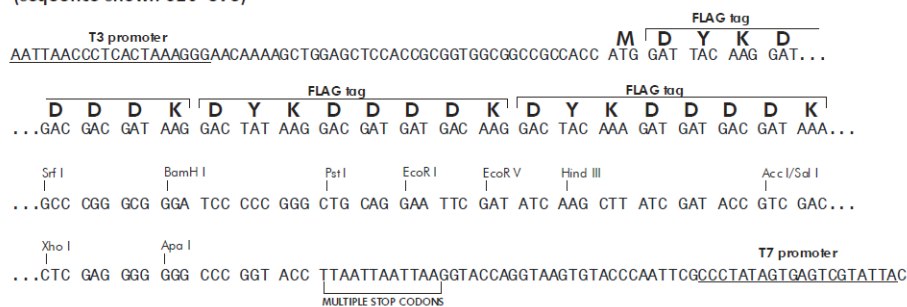 T3 promoter
FLAG tag
AATTAACCCTCACTAAAGGGAACAAAAGCTGGAGCTCCACCGCGGTGGCGGCCGCCACC ATG GAT TAC AAG GAT...
M D Y K D
FLAG tag
FLAG tag
D D D K D Y K D D D D K D Y K D D D D K
...GAC GAC GAT AAG GAC TAT AAG GAC GAT GAT GAC AAG GAC TAC AAA GAT GAT GAC GAT AAA...
Srf I BamH I Pst I EcoR I EcoR V Hind III Acc I/Sal I
...GCC CGG GCG GGA TCC CCC GGG CTG CAG GAA TTC GAT ATC AAG CTT ATC GAT ACC GTC GAC...
Xho I Apa I
T7 promoter
...CTC GAG GGG GGG CCC GGT ACC TTAATTAATTAAGGTACCAGGTAAGTGTACCCAATTCGCCCTATAGTGAGTCGTATTAC
MULTIPLE STOP CODONS